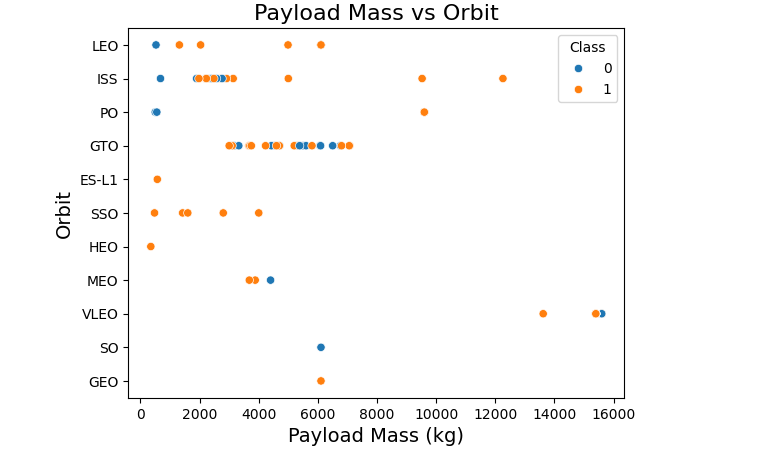 Payload Mass vs Orbit
Class
0
1
LEO
ISS
PO
GTO
ES-L1
SSO
HEO
MEO
VLEO
SO
GEO
Orbit
0 2000 4000 6000 8000 10000 12000 14000 16000
Payload Mass (kg)